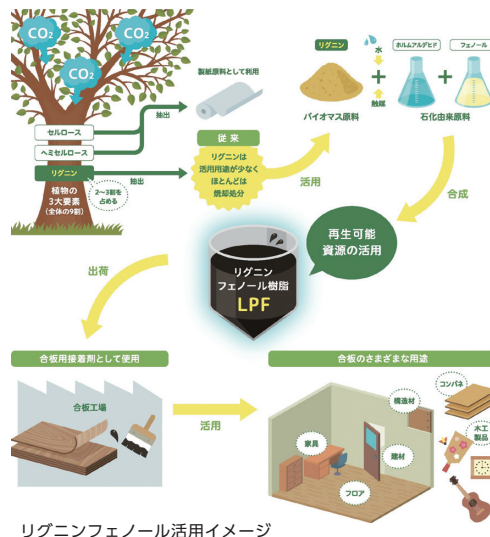 CO2
CO2
CO2
セルロース
ヘミセルロース
リグニン
植物の
3大要素
(全体の9割)
2〜3割を
占める
抽出
抽出
製紙原料として利用
従来
リグニンは
活用用途が少なく
ほとんどは
焼却処分
活用
リグニン
水
触媒
バイオマス原料
ホルムアルデヒド
フェノール
石化由来原料
合成
再生可能
資源の活用
リグニン
フェノール樹脂
LPF
出荷
合板用接着剤として使用
合板工場
活用
合板のさまざまな用途
コンパネ
構造材
木工
製品
家具
建材
フロア
リグニンフェノール活用イメージ